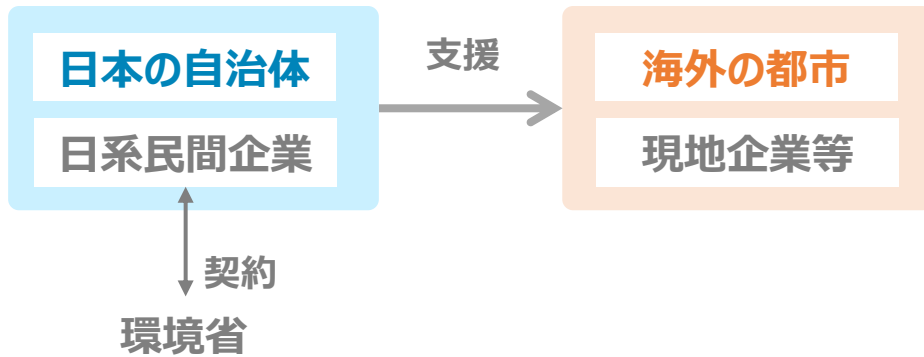 日本の自治体
日系民間企業
支援
海外の都市
現地企業等
契約
環境省